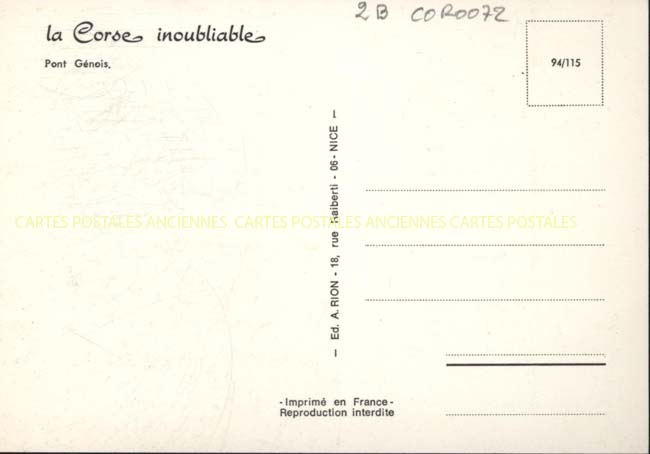 2B COR0072
la Corse inoubliable
Pont Génois.
94/115
CARTES POSTALES ANCIENNES CARTES POSTALES ANCIENNES CARTES POSTALES
— Ed. A. RION - 18, rue Raiberti - 06 - NICE —
- Imprimé en France -
Reproduction interdite